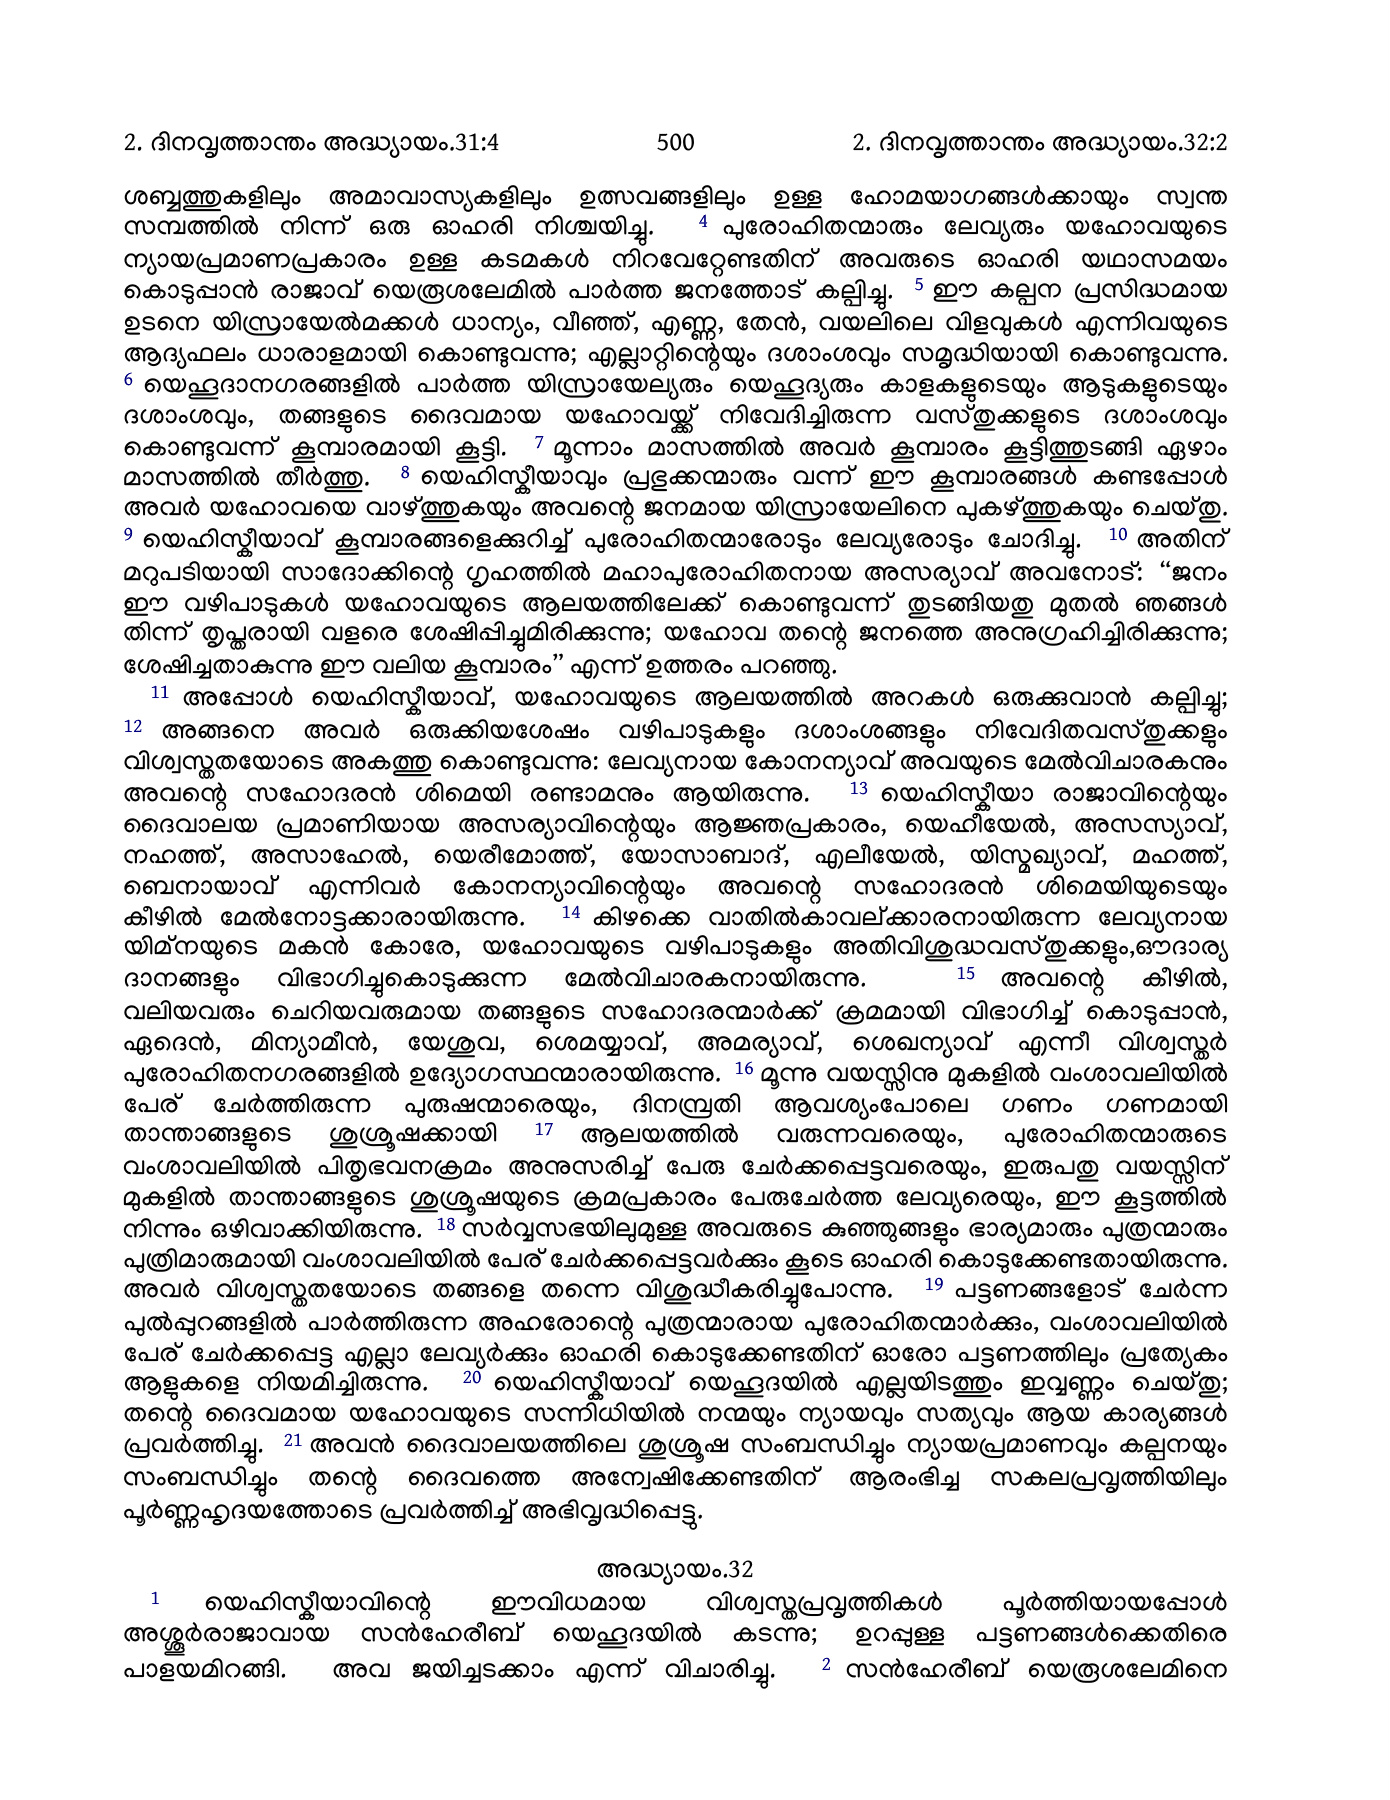 2. ദിനവൃത്താന്തം അദ്ധ്യായം.31:4 500 2. ദിനവൃത്താന്തം അദ്ധ്യായം.32:2
ശബ്ബത്തുകളിലും അമാവാസ്യകളിലും ഉത്സവങ്ങളിലും ഉള്ള ഹോമയാഗങ്ങൾക്കായും സ്വന്ത
സമ്പത്തിൽ നിന്ന് ഒരു ഓഹരി നിശ്ചയിച്ചു. 4 പുരോഹിതന്മാരും ലേവ്യരും യഹോവയുടെ
ന്യായപ്രമാണപ്രകാരം ഉള്ള കടമകൾ നിറവേറ്റേണ്ടതിന് അവരുടെ ഓഹരി യഥാസമയം
കൊടുപ്പാൻ രാജാവ് യെരൂശലേമിൽ പാർത്ത ജനത്തോട് കല്പിച്ചു. 5 ഈ കല്പന പ്രസിദ്ധമായ
ഉടനെ യിസ്രായേൽമക്കൾ ധാന്യം, വീഞ്ഞ്, എണ്ണ, തേൻ, വയലിലെ വിളവുകൾ എന്നിവയുടെ
ആദ്യഫലം ധാരാളമായി കൊണ്ടുവന്നു; എല്ലാറ്റിന്റെയും ദശാംശവും സമൃദ്ധിയായി കൊണ്ടുവന്നു.
6 യെഹൂദാനഗരങ്ങളിൽ പാർത്ത യിസ്രായേല്യരും യെഹൂദ്യരും കാളകളുടെയും ആടുകളുടെയും
ദശാംശവും, തങ്ങളുടെ ദൈവമായ യഹോവയ്ക്ക് നിവേദിച്ചിരുന്ന വസ്തുക്കളുടെ ദശാംശവും
കൊണ്ടുവന്ന് കൂമ്പാരമായി കൂട്ടി. 7 മൂന്നാം മാസത്തിൽ അവർ കൂമ്പാരം കൂട്ടിത്തുടങ്ങി ഏഴാം
മാസത്തിൽ തീർത്തു. 8 യെഹിസ്കീയാവും പ്രഭുക്കന്മാരും വന്ന് ഈ കൂമ്പാരങ്ങൾ കണ്ടപ്പോൾ
അവർ യഹോവയെ വാഴ്ത്തുകയും അവന്റെ ജനമായ യിസ്രായേലിനെ പുകഴ്ത്തുകയും ചെയ്തു.
9 യെഹിസ്കീയാവ് കൂമ്പാരങ്ങളെക്കുറിച്ച് പുരോഹിതന്മാരോടും ലേവ്യരോടും ചോദിച്ചു. 10 അതിന്
മറുപടിയായി സാദോക്കിന്റെ ഗൃഹത്തിൽ മഹാപുരോഹിതനായ അസര്യാവ് അവനോട്: “ജനം
ഈ വഴിപാടുകൾ യഹോവയുടെ ആലയത്തിലേക്ക് കൊണ്ടുവന്ന് തുടങ്ങിയതു മുതൽ ഞങ്ങൾ
തിന്ന് തൃപ്തരായി വളരെ ശേഷിപ്പിച്ചുമിരിക്കുന്നു; യഹോവ തന്റെ ജനത്തെ അനുഗ്രഹിച്ചിരിക്കുന്നു;
ശേഷിച്ചതാകുന്നു ഈ വലിയ കൂമ്പാരം” എന്ന് ഉത്തരം പറഞ്ഞു.
11 അപ്പോൾ യെഹിസ്കീയാവ്, യഹോവയുടെ ആലയത്തിൽ അറകൾ ഒരുക്കുവാൻ കല്പിച്ചു;
12 അങ്ങനെ അവർ ഒരുക്കിയശേഷം വഴിപാടുകളും ദശാംശങ്ങളും നിവേദിതവസ്തുക്കളും
വിശ്വസ്തതയോടെ അകത്തു കൊണ്ടുവന്നു: ലേവ്യനായ കോനന്യാവ് അവയുടെ മേൽവിചാരകനും
അവന്റെ സഹോദരൻ ശിമെയി രണ്ടാമനും ആയിരുന്നു. 13 യെഹിസ്കീയാ രാജാവിന്റെയും
ദൈവാലയ പ്രമാണിയായ അസര്യാവിന്റെയും ആജ്ഞപ്രകാരം, യെഹീയേൽ, അസസ്യാവ്,
നഹത്ത്, അസാഹേൽ, യെരീമോത്ത്, യോസാബാദ്, എലീയേൽ, യിസ്മഖ്യാവ്, മഹത്ത്,
ബെനായാവ് എന്നിവർ കോനന്യാവിന്റെയും അവന്റെ സഹോദരൻ ശിമെയിയുടെയും
കീഴിൽ മേൽനോട്ടക്കാരായിരുന്നു. 14 കിഴക്കെ വാതിൽകാവല്ക്കാരനായിരുന്ന ലേവ്യനായ
യിമ്നയുടെ മകൻ കോരേ, യഹോവയുടെ വഴിപാടുകളും അതിവിശുദ്ധവസ്തുക്കളും,ഔദാര്യ
ദാനങ്ങളും വിഭാഗിച്ചുകൊടുക്കുന്ന മേൽവിചാരകനായിരുന്നു. 15 അവന്റെ കീഴിൽ,
വലിയവരും ചെറിയവരുമായ തങ്ങളുടെ സഹോദരന്മാർക്ക് ക്രമമായി വിഭാഗിച്ച് കൊടുപ്പാൻ,
ഏദെൻ, മിന്യാമീൻ, യേശുവ, ശെമയ്യാവ്, അമര്യാവ്, ശെഖന്യാവ് എന്നീ വിശ്വസ്തർ
പുരോഹിതനഗരങ്ങളിൽ ഉദ്യോഗസ്ഥന്മാരായിരുന്നു. 16 മൂന്നു വയസ്സിനു മുകളിൽ വംശാവലിയിൽ
പേര് ചേർത്തിരുന്ന പുരുഷന്മാരെയും, ദിനമ്പ്രതി ആവശ്യംപോലെ ഗണം ഗണമായി
താന്താങ്ങളുടെ ശുശ്രൂഷക്കായി 17 ആലയത്തിൽ വരുന്നവരെയും, പുരോഹിതന്മാരുടെ
വംശാവലിയിൽ പിതൃഭവനക്രമം അനുസരിച്ച് പേരു ചേർക്കപ്പെട്ടവരെയും, ഇരുപതു വയസ്സിന്
മുകളിൽ താന്താങ്ങളുടെ ശുശ്രൂഷയുടെ ക്രമപ്രകാരം പേരുചേർത്ത ലേവ്യരെയും, ഈ കൂട്ടത്തിൽ
നിന്നും ഒഴിവാക്കിയിരുന്നു. 18 സർവ്വസഭയിലുമുള്ള അവരുടെ കുഞ്ഞുങ്ങളും ഭാര്യമാരും പുത്രന്മാരും
പുത്രിമാരുമായി വംശാവലിയിൽ പേര് ചേർക്കപ്പെട്ടവർക്കും കൂടെ ഓഹരി കൊടുക്കേണ്ടതായിരുന്നു.
അവർ വിശ്വസ്തതയോടെ തങ്ങളെ തന്നെ വിശുദ്ധീകരിച്ചുപോന്നു. 19 പട്ടണങ്ങളോട് ചേർന്ന
പുൽപ്പുറങ്ങളിൽ പാർത്തിരുന്ന അഹരോന്റെ പുത്രന്മാരായ പുരോഹിതന്മാർക്കും, വംശാവലിയിൽ
പേര് ചേർക്കപ്പെട്ട എല്ലാ ലേവ്യർക്കും ഓഹരി കൊടുക്കേണ്ടതിന് ഓരോ പട്ടണത്തിലും പ്രത്യേകം
ആളുകളെ നിയമിച്ചിരുന്നു. 20 യെഹിസ്കീയാവ് യെഹൂദയിൽ എല്ലയിടത്തും ഇവ്വണ്ണം ചെയ്തു;
തന്റെ ദൈവമായ യഹോവയുടെ സന്നിധിയിൽ നന്മയും ന്യായവും സത്യവും ആയ കാര്യങ്ങൾ
പ്രവർത്തിച്ചു. 21 അവൻ ദൈവാലയത്തിലെ ശുശ്രൂഷ സംബന്ധിച്ചും ന്യായപ്രമാണവും കല്പനയും
സംബന്ധിച്ചും തന്റെ ദൈവത്തെ അന്വേഷിക്കേണ്ടതിന് ആരംഭിച്ച സകലപ്രവൃത്തിയിലും
പൂർണ്ണഹൃദയത്തോടെ പ്രവർത്തിച്ച് അഭിവൃദ്ധിപ്പെട്ടു.
അദ്ധ്യായം.32
1 യെഹിസ്കീയാവിന്റെ ഈവിധമായ വിശ്വസ്തപ്രവൃത്തികൾ പൂർത്തിയായപ്പോൾ
അശ്ശൂർരാജാവായ സൻഹേരീബ് യെഹൂദയിൽ കടന്നു; ഉറപ്പുള്ള പട്ടണങ്ങൾക്കെതിരെ
പാളയമിറങ്ങി. അവ ജയിച്ചടക്കാം എന്ന് വിചാരിച്ചു. 2 സൻഹേരീബ് യെരൂശലേമിനെ